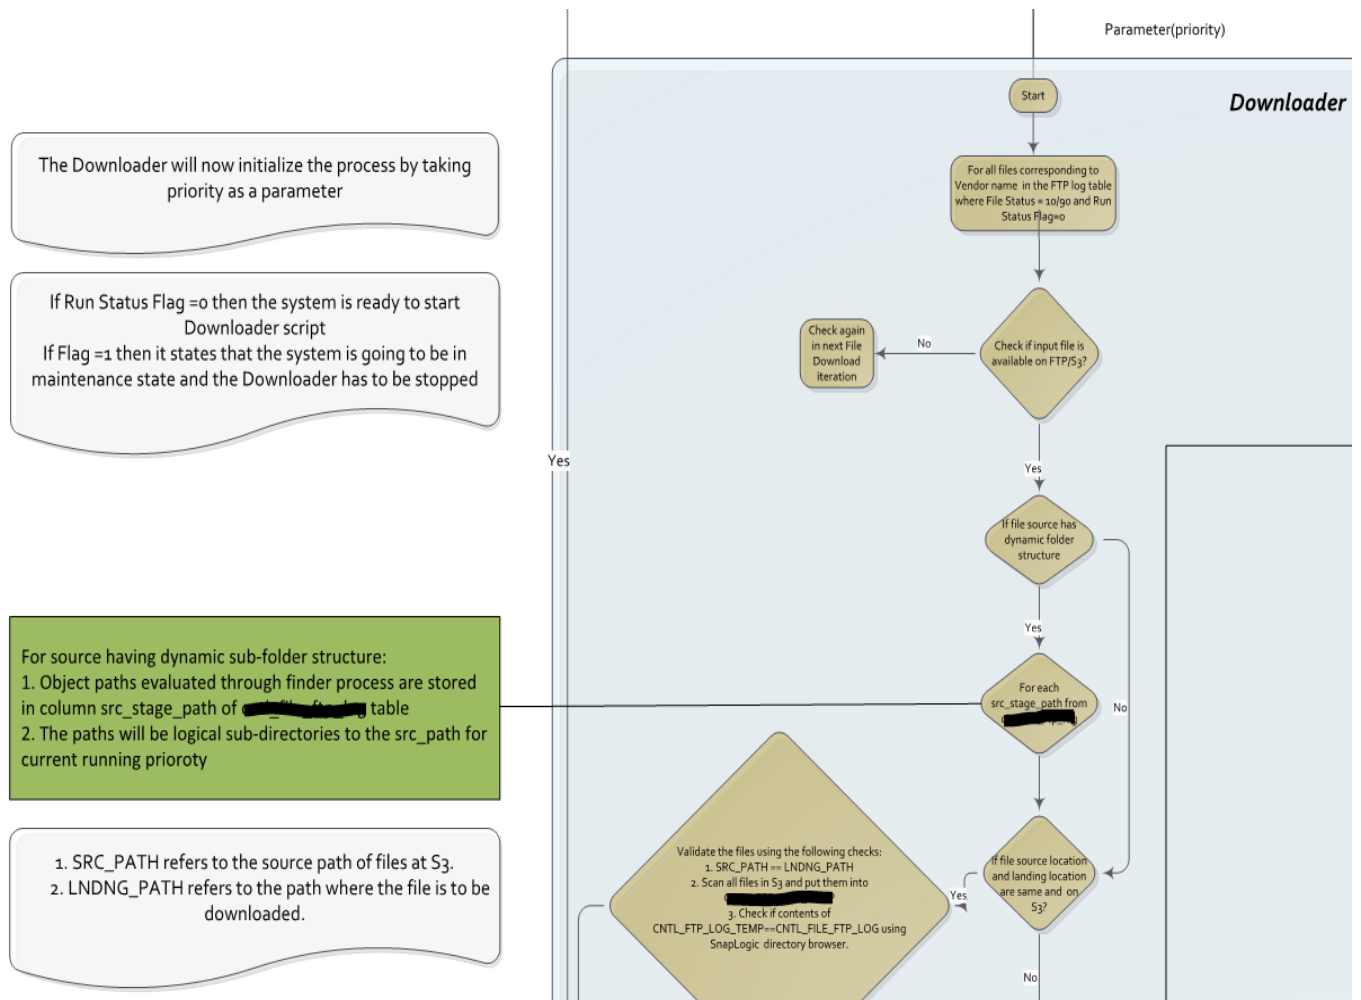 Parameter(priority)
Start
Downloader
The Downloader will now initialize the process by taking
priority as a parameter
For all files corresponding to
Vendor name in the FTP log table
where File Status = 10/90 and Run
Status Flag=0
If Run Status Flag =0 then the system is ready to start
Downloader script
If Flag =1 then it states that the system is going to be in
maintenance state and the Downloader has to be stopped
Check again
in next File
Download
iteration
No
Check if input file is
available on FTP/S3?
Yes
Yes
If file source has
dynamic folder
structure
Yes
For source having dynamic sub-folder structure:
1. Object paths evaluated through finder process are stored
in column src_stage_path of table
2. The paths will be logical sub-directories to the src_path for
current running prioroty
For each
src_stage_path from
No
1. SRC_PATH refers to the source path of files at S3.
2. LNDNG_PATH refers to the path where the file is to be
downloaded.
Validate the files using the following checks:
1. SRC_PATH == LNDNG_PATH
2. Scan all files in S3 and put them into
3. Check if contents of
CNTL_FTP_LOG_TEMP==CNTL_FILE_FTP_LOG using
SnapLogic directory browser.
Yes
If file source location
and landing location
are same and on
S3?
No